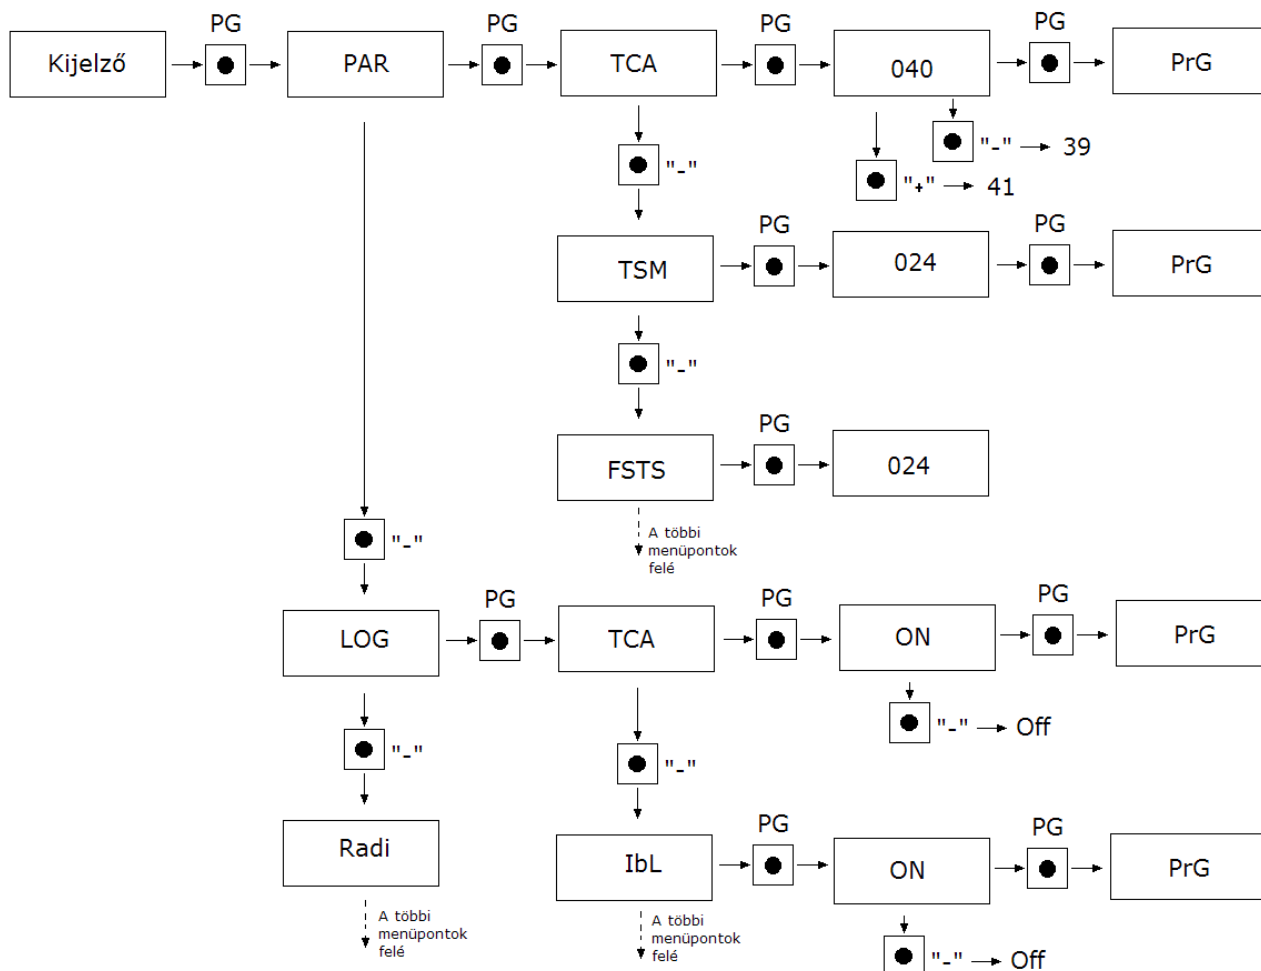 PG
PG
PG
PG
Kijelző
PAR
TCA
040
PrG
"-"
39
"-"
"+"
41
PG
PG
TSM
024
PrG
"-"
PG
FSTS
024
"-"
A többi
menüpontok
felé
PG
PG
PG
LOG
TCA
ON
PrG
"-"
Off
"-"
"-"
PG
PG
Radi
IbL
ON
PrG
A többi
menüpontok
felé
A többi
menüpontok
felé
"-"
Off